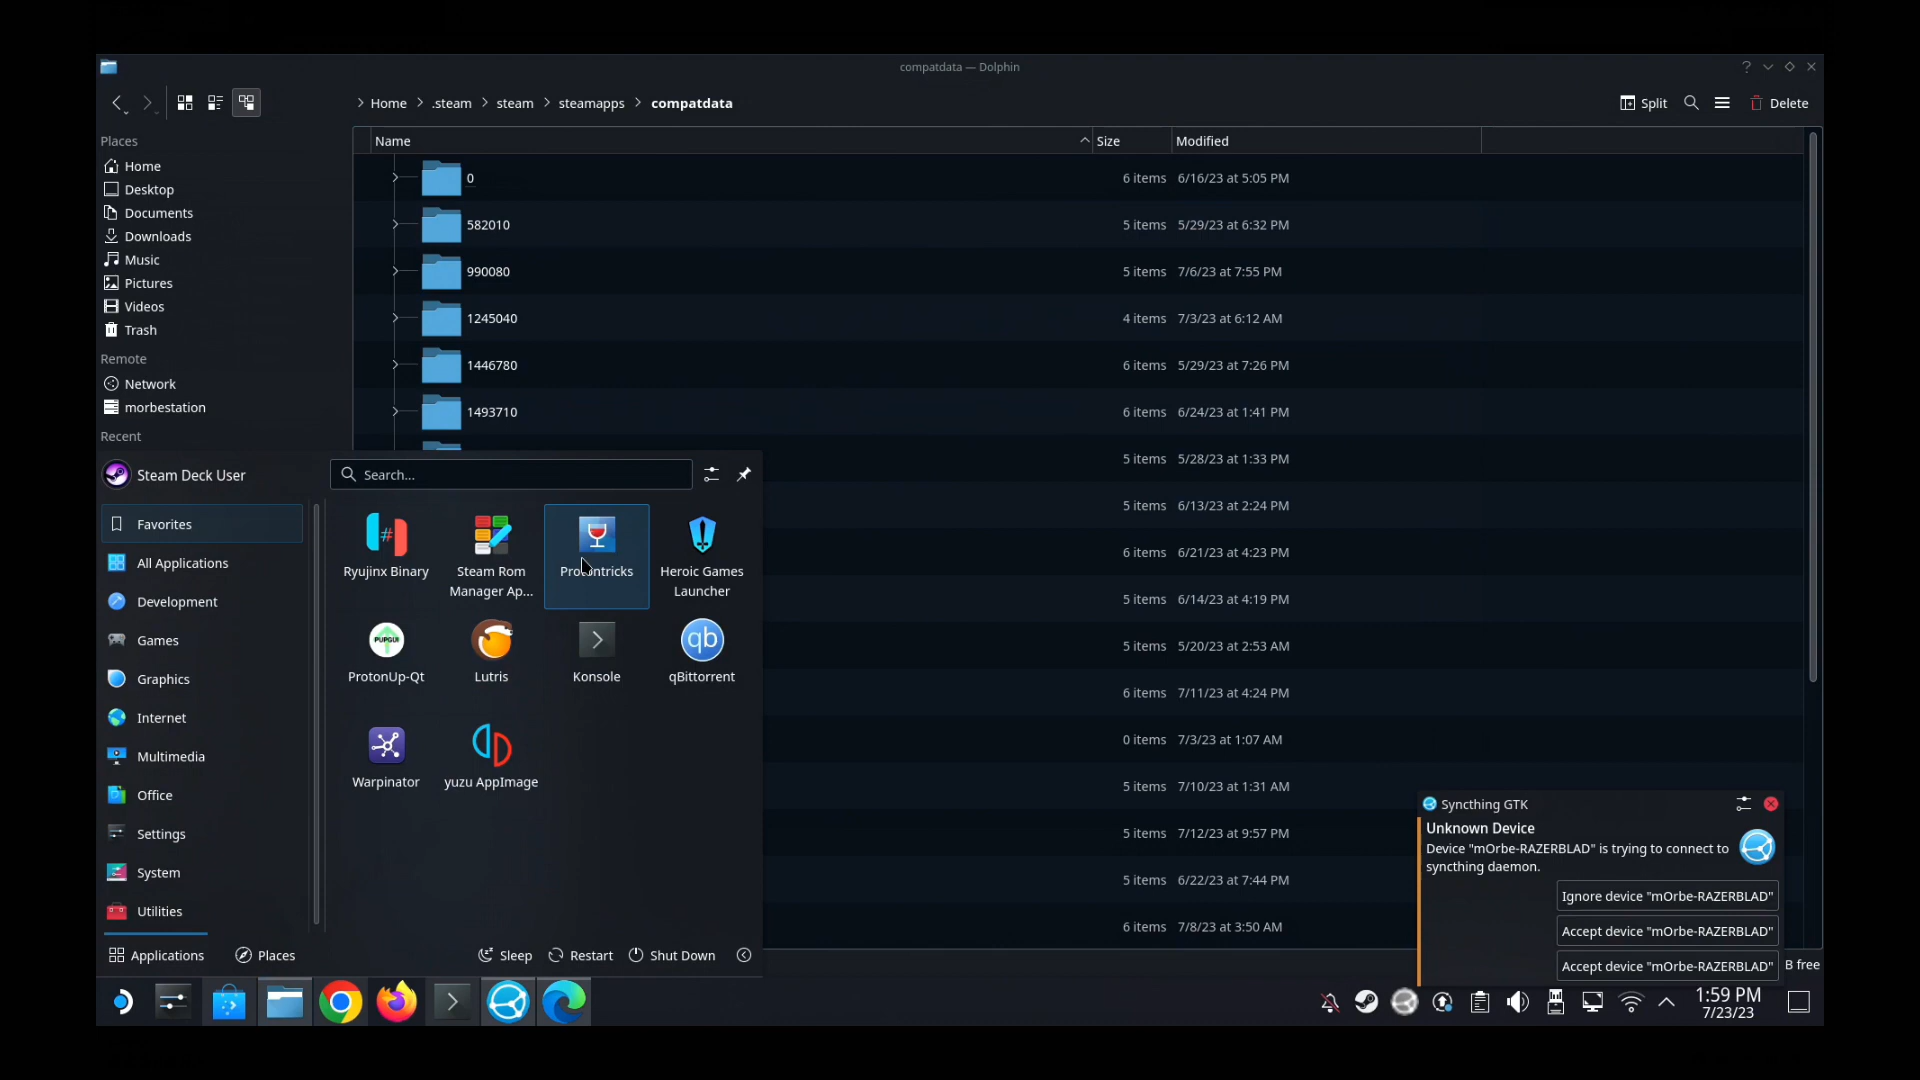 compatdata — Dolphin
Home
.steam
steam
steamapps
compatdata
Split
Delete
Places
Home
Desktop
Documents
Downloads
Music
Pictures
Videos
Trash
Remote
Network
morbestation
Recent
Name Size Modified
0 6 items 6/16/23 at 5:05 PM
582010 5 items 5/29/23 at 6:32 PM
990080 5 items 7/6/23 at 7:55 PM
1245040 4 items 7/3/23 at 6:12 AM
1446780 6 items 5/29/23 at 7:26 PM
1493710 6 items 6/24/23 at 1:41 PM
5 items 5/28/23 at 1:33 PM
5 items 6/13/23 at 2:24 PM
6 items 6/21/23 at 4:23 PM
5 items 6/14/23 at 4:19 PM
5 items 5/20/23 at 2:53 AM
6 items 7/11/23 at 4:24 PM
0 items 7/3/23 at 1:07 AM
5 items 7/10/23 at 1:31 AM
5 items 7/12/23 at 9:57 PM
5 items 6/22/23 at 7:44 PM
6 items 7/8/23 at 3:50 AM
B free
Steam Deck User
Search...
Favorites
All Applications
Development
Games
Graphics
Internet
Multimedia
Office
Settings
System
Utilities
Ryujinx Binary
Steam Rom
Manager Ap...
Protontricks
Heroic Games
Launcher
PUPGUI
ProtonUp-Qt
Lutris
Konsole
qb
qBittorrent
Warpinator
yuzu AppImage
Applications
Places
Sleep
Restart
Shut Down
Syncthing GTK
Unknown Device
Device "mOrbe-RAZERBLAD" is trying to connect to
syncthing daemon.
Ignore device "mOrbe-RAZERBLAD"
Accept device "mOrbe-RAZERBLAD"
Accept device "mOrbe-RAZERBLAD"
1:59 PM
7/23/23